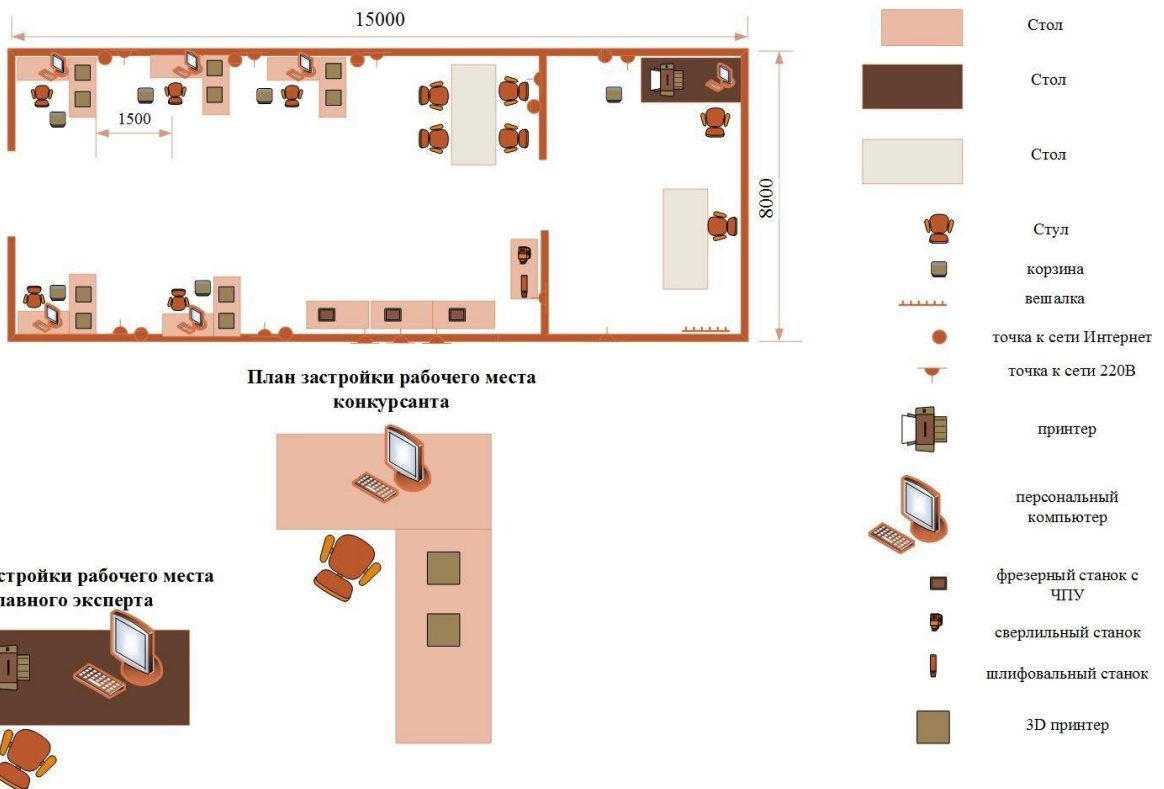 15000
1500
8000
План застройки рабочего места
конкурсанта
стройки рабочего места
лавного эксперта
Стол
Стол
Стол
Стул
корзина
вешалка
точка к сети Интернет
точка к сети 220В
принтер
персональный
компьютер
фрезерный станок с
ЧПУ
сверлильный станок
шлифовальный станок
3D принтер